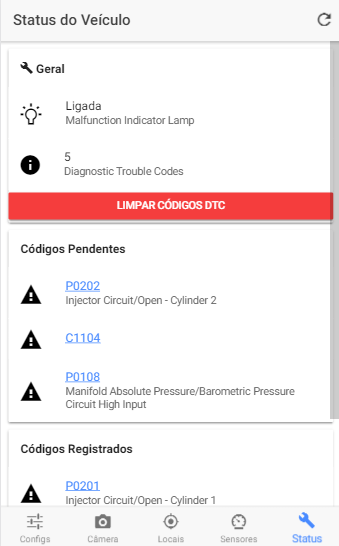 Status do Veículo
Geral
Ligada
Malfunction Indicator Lamp
5
Diagnostic Trouble Codes
LIMPAR CÓDIGOS DTC
Códigos Pendentes
P0202
Injector Circuit/Open - Cylinder 2
C1104
P0108
Manifold Absolute Pressure/Barometric Pressure
Circuit High Input
Códigos Registrados
P0201
Injector Circuit/Open - Cylinder 1
Configs
Câmera
Locais
Sensores
Status